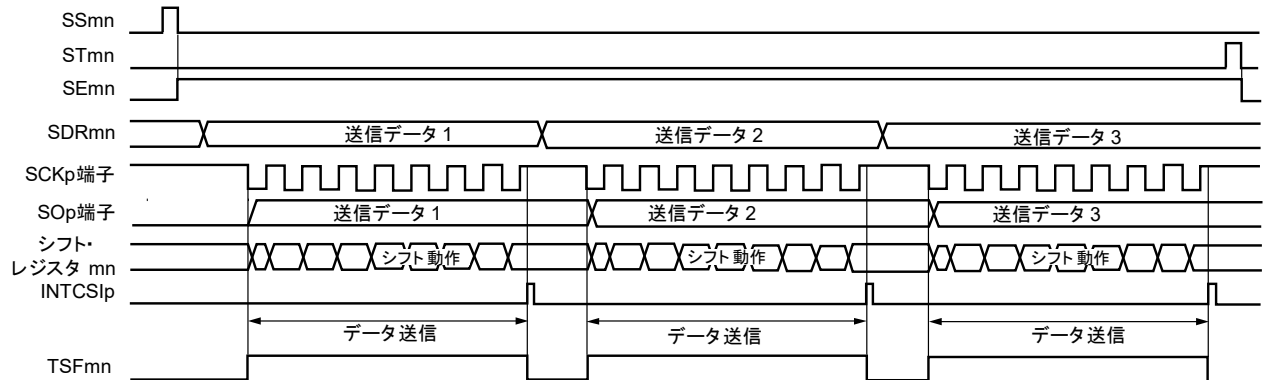 SSmn
STmn
SEmn
SDRmn 送信データ 1 送信データ 2 送信データ 3
SCKp端子
SOp端子 送信データ 1 送信データ 2 送信データ 3
シフト・
レジスタ mn シフト動作 シフト動作 シフト動作
INTCSIp
データ送信 データ送信 データ送信
TSFmn